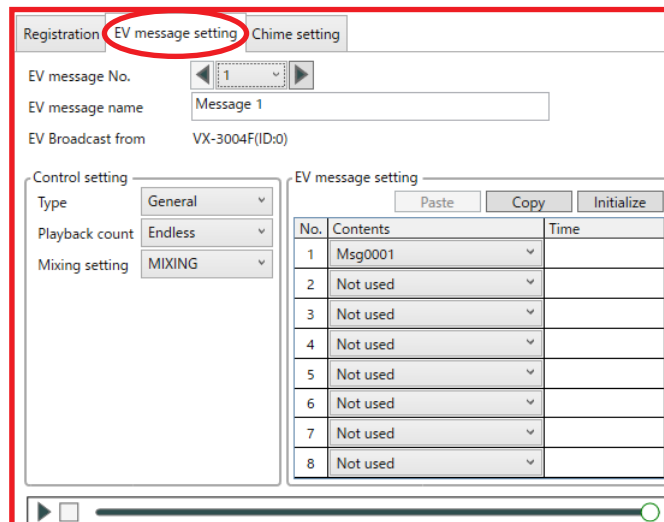 Registration EV message setting Chime setting
EV message No. 1
EV message name Message 1
EV Broadcast from VX-3004F(ID:0)
Control setting
Type General
Playback count Endless
Mixing setting MIXING
EV message setting
Paste Copy Initialize
No. Contents Time
1 Msg0001
2 Not used
3 Not used
4 Not used
5 Not used
6 Not used
7 Not used
8 Not used